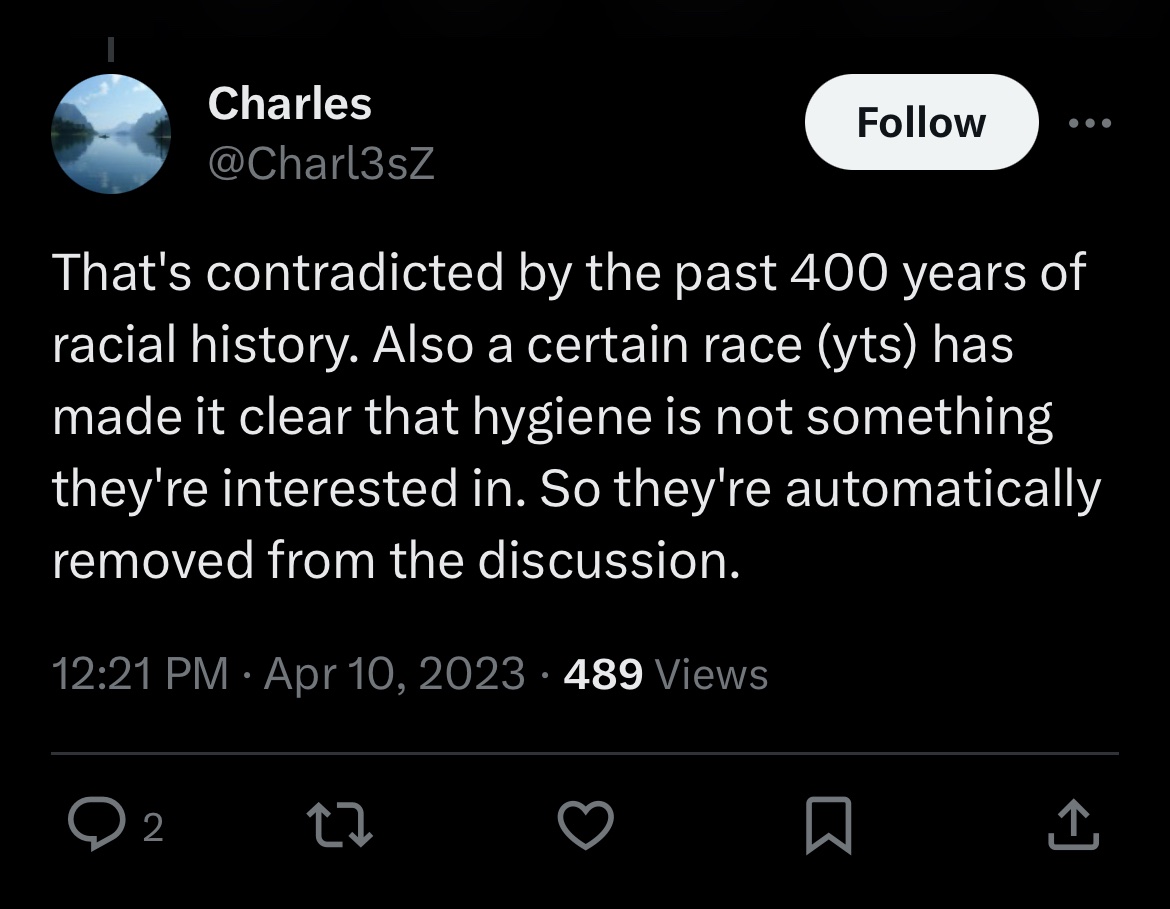 Charles
@Charl3sZ
Follow
That's contradicted by the past 400 years of
racial history. Also a certain race (yts) has
made it clear that hygiene is not something
they're interested in. So they're automatically
removed from the discussion.
12:21 PM · Apr 10, 2023 · 489 Views
2